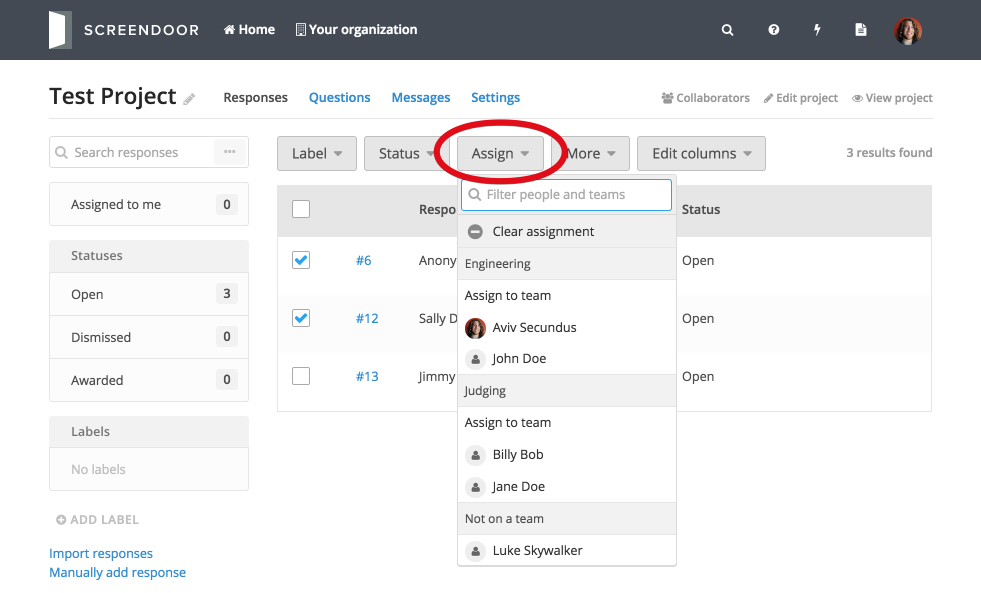 SCREENDOOR Home Your organization
Test Project Responses Questions Messages Settings Collaborators Edit project View project
Search responses Label Status Assign More Edit columns 3 results found
Filter people and teams
Assigned to me 0 Respo Status
Clear assignment
Statuses #6 Anony Open
Engineering
Open 3 Assign to team
#12 Sally D Aviv Secundus Open
Dismissed 0
John Doe
Awarded 0 #13 Jimmy Open
Judging
Assign to team
Labels
Billy Bob
No labels
Jane Doe
ADD LABEL Not on a team
Import responses Luke Skywalker
Manually add response